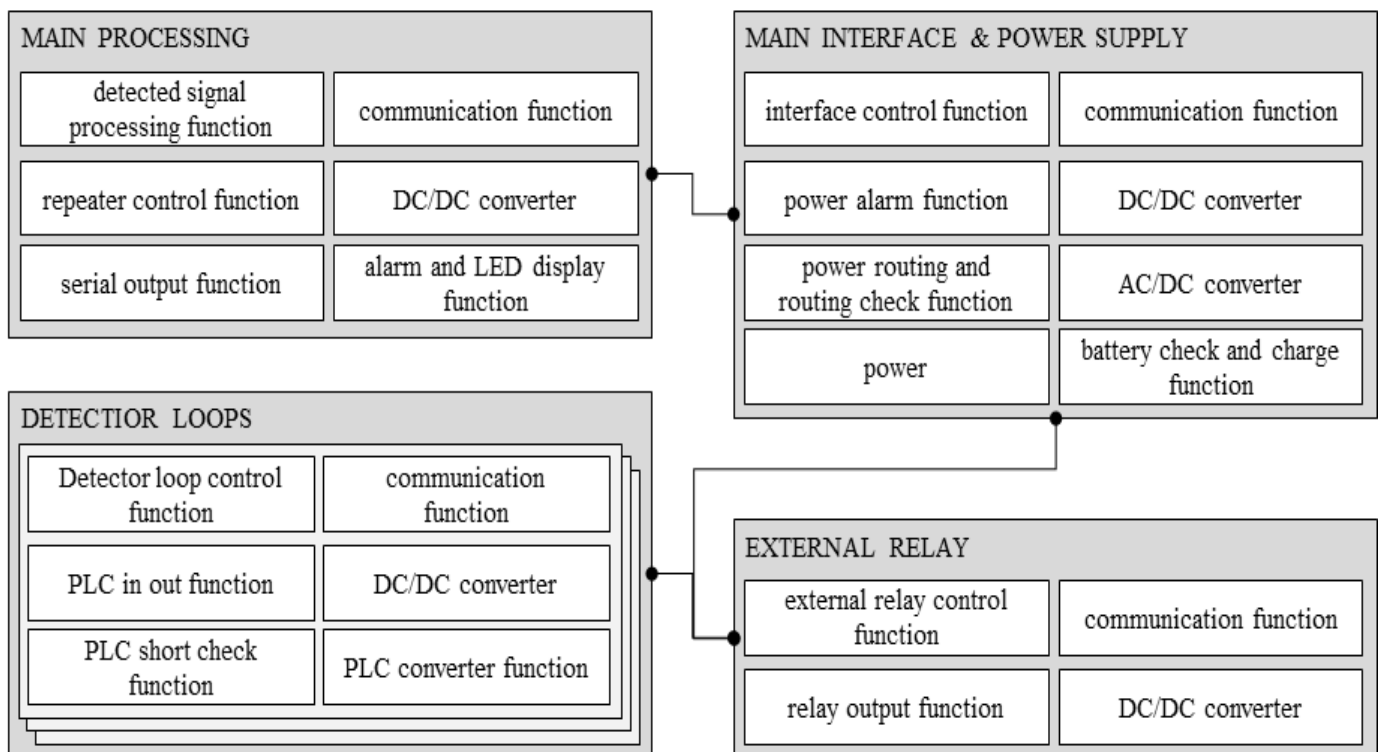 MAIN PROCESSING
detected signal
processing function
communication function
repeater control function
DC/DC converter
serial output function
alarm and LED display
function
MAIN INTERFACE & POWER SUPPLY
interface control function
communication function
power alarm function
DC/DC converter
power routing and
routing check function
AC/DC converter
power
battery check and charge
function
DETECTIOR LOOPS
Detector loop control
function
communication
function
PLC in out function
DC/DC converter
PLC short check
function
PLC converter function
EXTERNAL RELAY
external relay control
function
communication function
relay output function
DC/DC converter